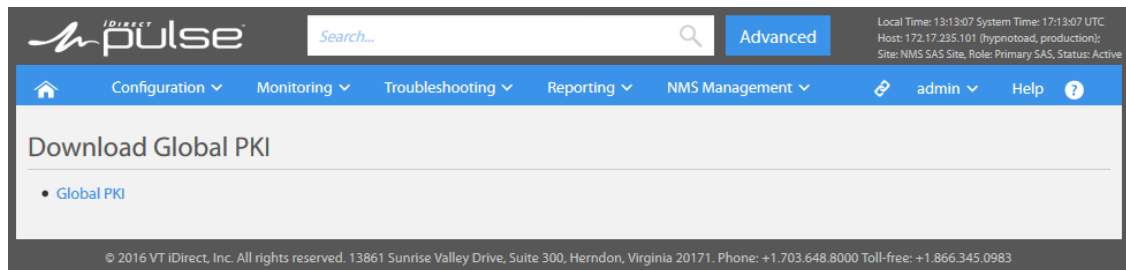 iDIRECT
pulse
Search...
Advanced
Local Time: 13:13:07 System Time: 17:13:07 UTC
Host: 172.17.235.101 (hypnotoad, production);
Site: NMS SAS Site, Role: Primary SAS, Status: Active
Configuration Monitoring Troubleshooting Reporting NMS Management admin Help ?
Download Global PKI
• Global PKI
© 2016 VT iDirect, Inc. All rights reserved. 13861 Sunrise Valley Drive, Suite 300, Herndon, Virginia 20171. Phone: +1.703.648.8000 Toll-free: +1.866.345.0983